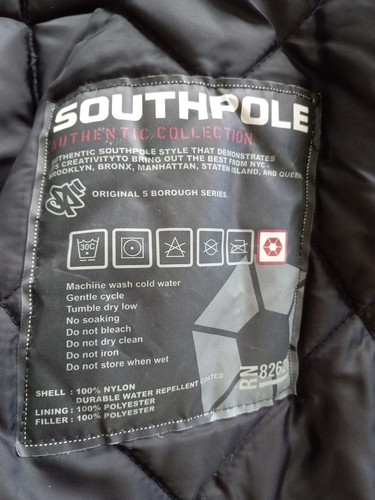 SOUTHPOLE
AUTHENTIC COLLECTION
AUTHENTIC SOUTHPOLE STYLE THAT DEMONSTRATES
CREATIVITYTO BRING OUT THE BEST FROM NYC -
BROOKLYN, BRONX, MANHATTAN, STATEN ISLAND, AND QUEEN
ORIGINAL 5 BOROUGH SERIES.
30C
Machine wash cold water
Gentle cycle
Tumble dry low
No soaking
Do not bleach
Do not dry clean
Do not iron
Do not store when wet
SHELL : 100% NYLON
DURABLE WATER REPELLENT COATED
LINING : 100% POLYESTER
FILLER : 100% POLYESTER
RN